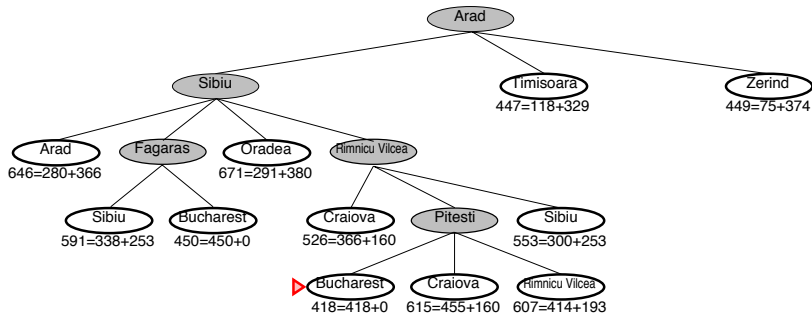 Arad
Sibiu
Timisoara
Zerind
447=118+329
449=75+374
Arad
Fagaras
Oradea
Rimnicu Vilcea
646=280+366
671=291+380
Sibiu
Bucharest
Craiova
Pitesti
Sibiu
591=338+253
450=450+0
526=366+160
553=300+253
Bucharest
Craiova
Rimnicu Vilcea
418=418+0
615=455+160
607=414+193